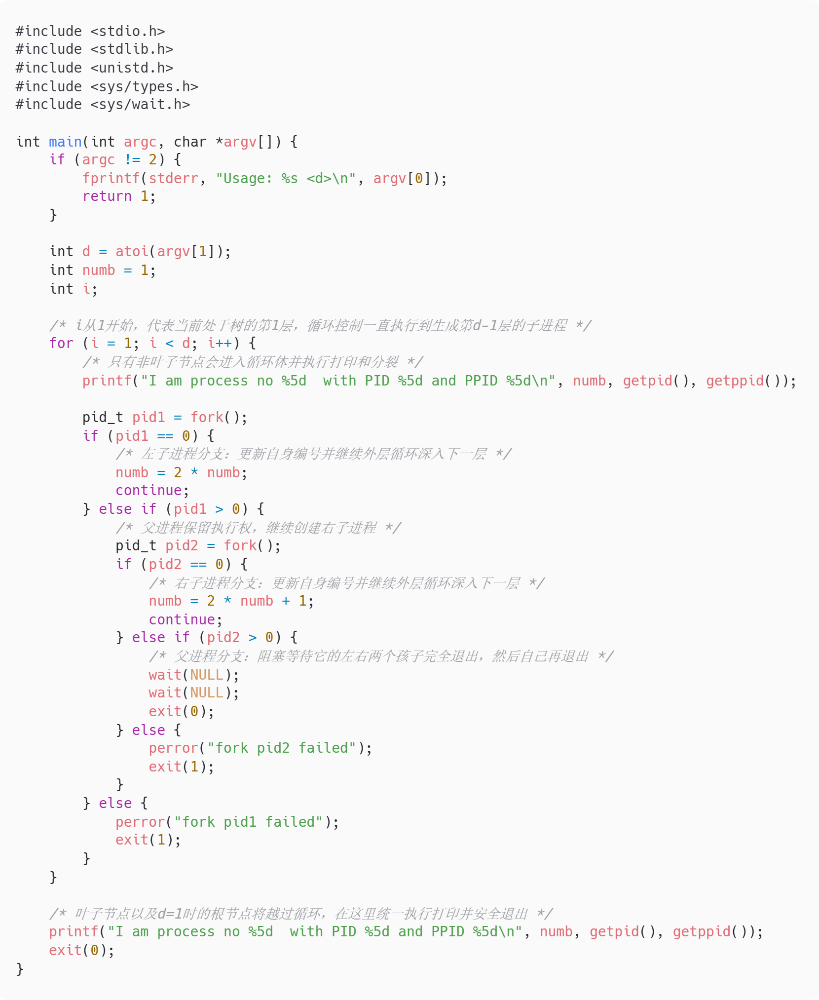 #include <stdio.h>
#include <stdlib.h>
#include <unistd.h>
#include <sys/types.h>
#include <sys/wait.h>

int main(int argc, char *argv[]) {
    if (argc != 2) {
        fprintf(stderr, "Usage: %s <d>\n", argv[0]);
        return 1;
    }

    int d = atoi(argv[1]);
    int numb = 1;
    int i;

    /* i从1开始，代表当前处于树的第1层，循环控制一直执行到生成第d-1层的子进程 */
    for (i = 1; i < d; i++) {
        /* 只有非叶子节点会进入循环体并执行打印和分裂 */
        printf("I am process no %5d  with PID %5d and PPID %5d\n", numb, getpid(), getppid());

        pid_t pid1 = fork();
        if (pid1 == 0) {
            /* 左子进程分支：更新自身编号并继续外层循环深入下一层 */
            numb = 2 * numb;
            continue;
        } else if (pid1 > 0) {
            /* 父进程保留执行权，继续创建右子进程 */
            pid_t pid2 = fork();
            if (pid2 == 0) {
                /* 右子进程分支：更新自身编号并继续外层循环深入下一层 */
                numb = 2 * numb + 1;
                continue;
            } else if (pid2 > 0) {
                /* 父进程分支：阻塞等待它的左右两个孩子完全退出，然后自己再退出 */
                wait(NULL);
                wait(NULL);
                exit(0);
            } else {
                perror("fork pid2 failed");
                exit(1);
            }
        } else {
            perror("fork pid1 failed");
            exit(1);
        }
    }

    /* 叶子节点以及d=1时的根节点将越过循环，在这里统一执行打印并安全退出 */
    printf("I am process no %5d  with PID %5d and PPID %5d\n", numb, getpid(), getppid());
    exit(0);
}